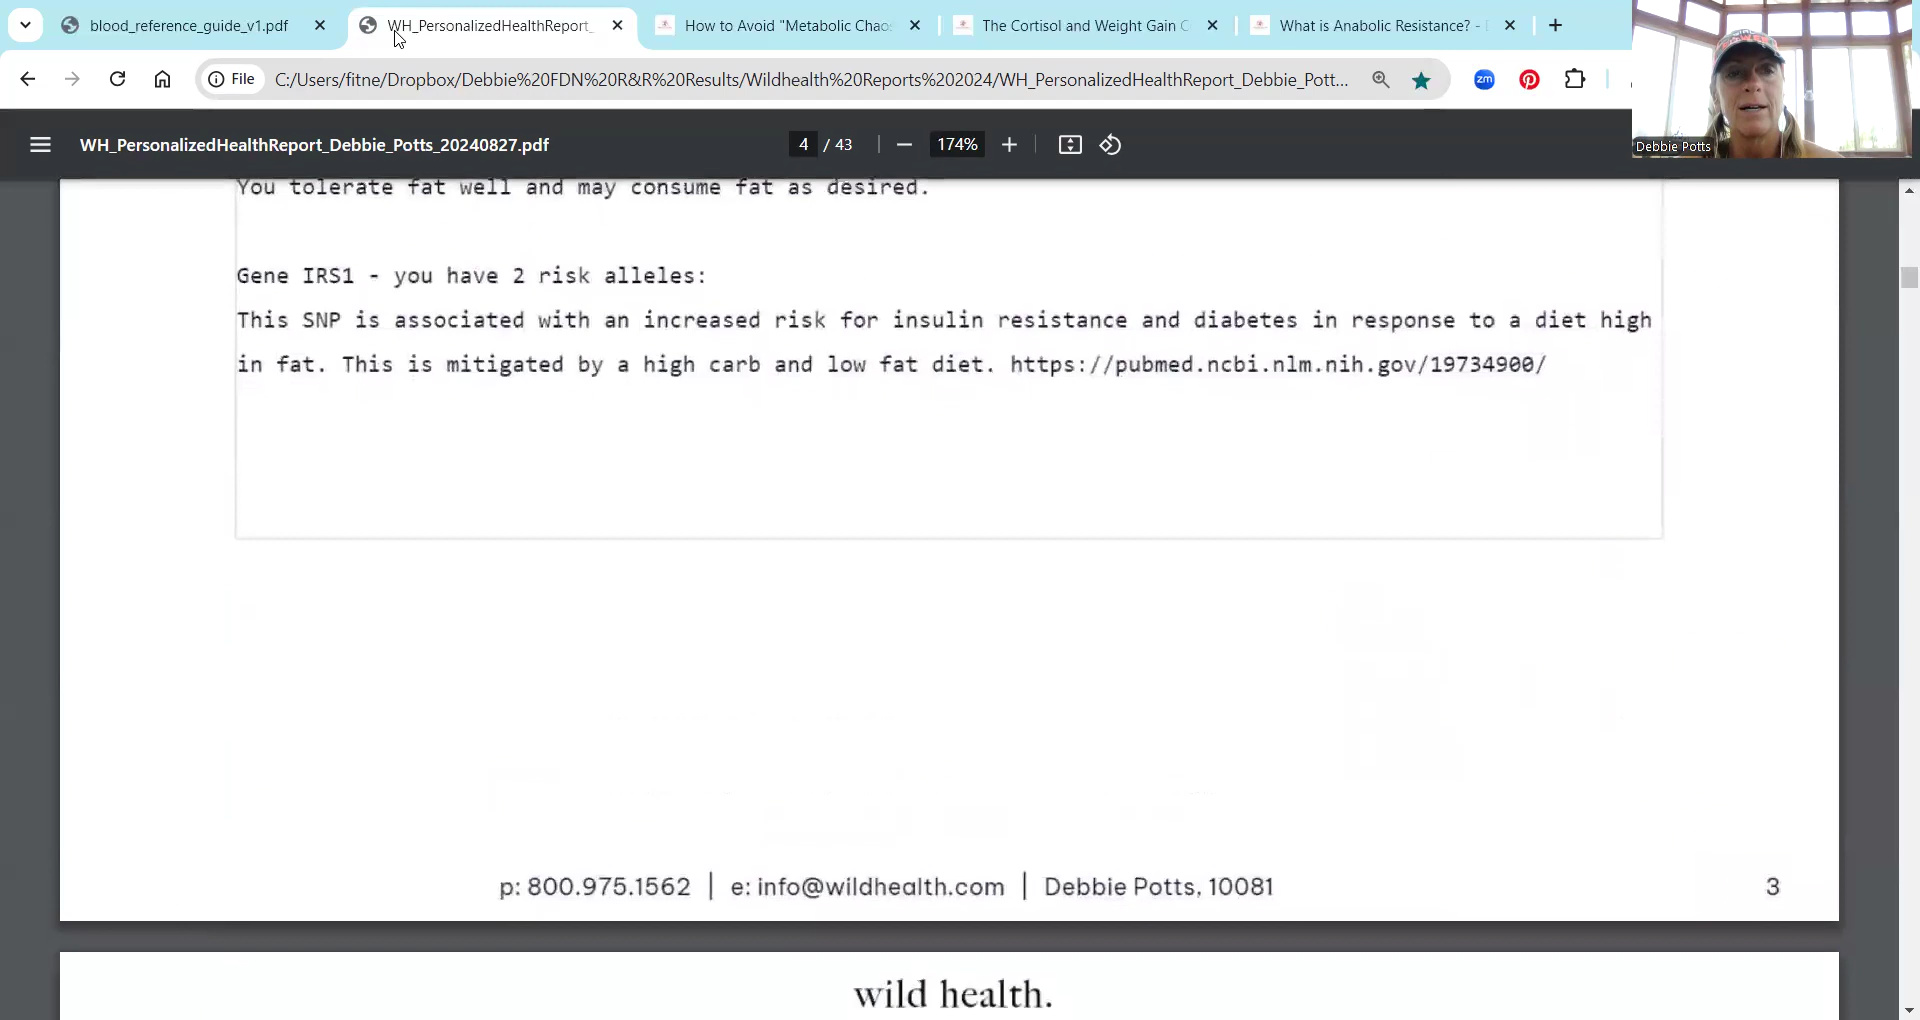 blood_reference_guide_v1.pdf
WH_PersonalizedHealthReport_
How to Avoid "Metabolic Chaos
The Cortisol and Weight Gain C
What is Anabolic Resistance? -
File
C:/Users/fitne/Dropbox/Debbie%20FDN%20R&R%20Results/Wildhealth%20Reports%202024/WH_PersonalizedHealthReport_Debbie_Pott...
zm
Debbie Potts
WH_PersonalizedHealthReport_Debbie_Potts_20240827.pdf
4 / 43
174%
You tolerate fat well and may consume fat as desired.
Gene IRS1 - you have 2 risk alleles:
This SNP is associated with an increased risk for insulin resistance and diabetes in response to a diet high
in fat. This is mitigated by a high carb and low fat diet. https://pubmed.ncbi.nlm.nih.gov/19734900/
p: 800.975.1562 | e: info@wildhealth.com | Debbie Potts, 10081
3
wild health.